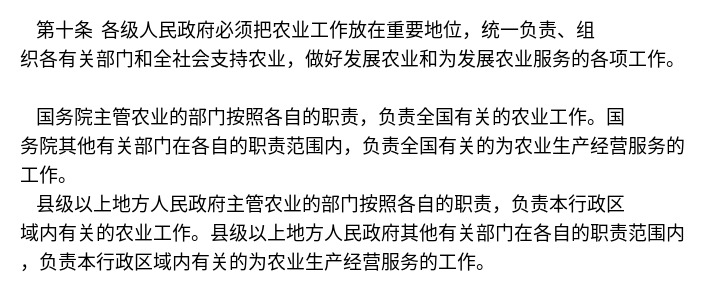 第十条 各级人民政府必须把农业工作放在重要地位，统一负责、组
织各有关部门和全社会支持农业，做好发展农业和为发展农业服务的各项工作。
国务院主管农业的部门按照各自的职责，负责全国有关的农业工作。国
务院其他有关部门在各自的职责范围内，负责全国有关的为农业生产经营服务的
工作。
县级以上地方人民政府主管农业的部门按照各自的职责，负责本行政区
域内有关的农业工作。县级以上地方人民政府其他有关部门在各自的职责范围内
，负责本行政区域内有关的为农业生产经营服务的工作。